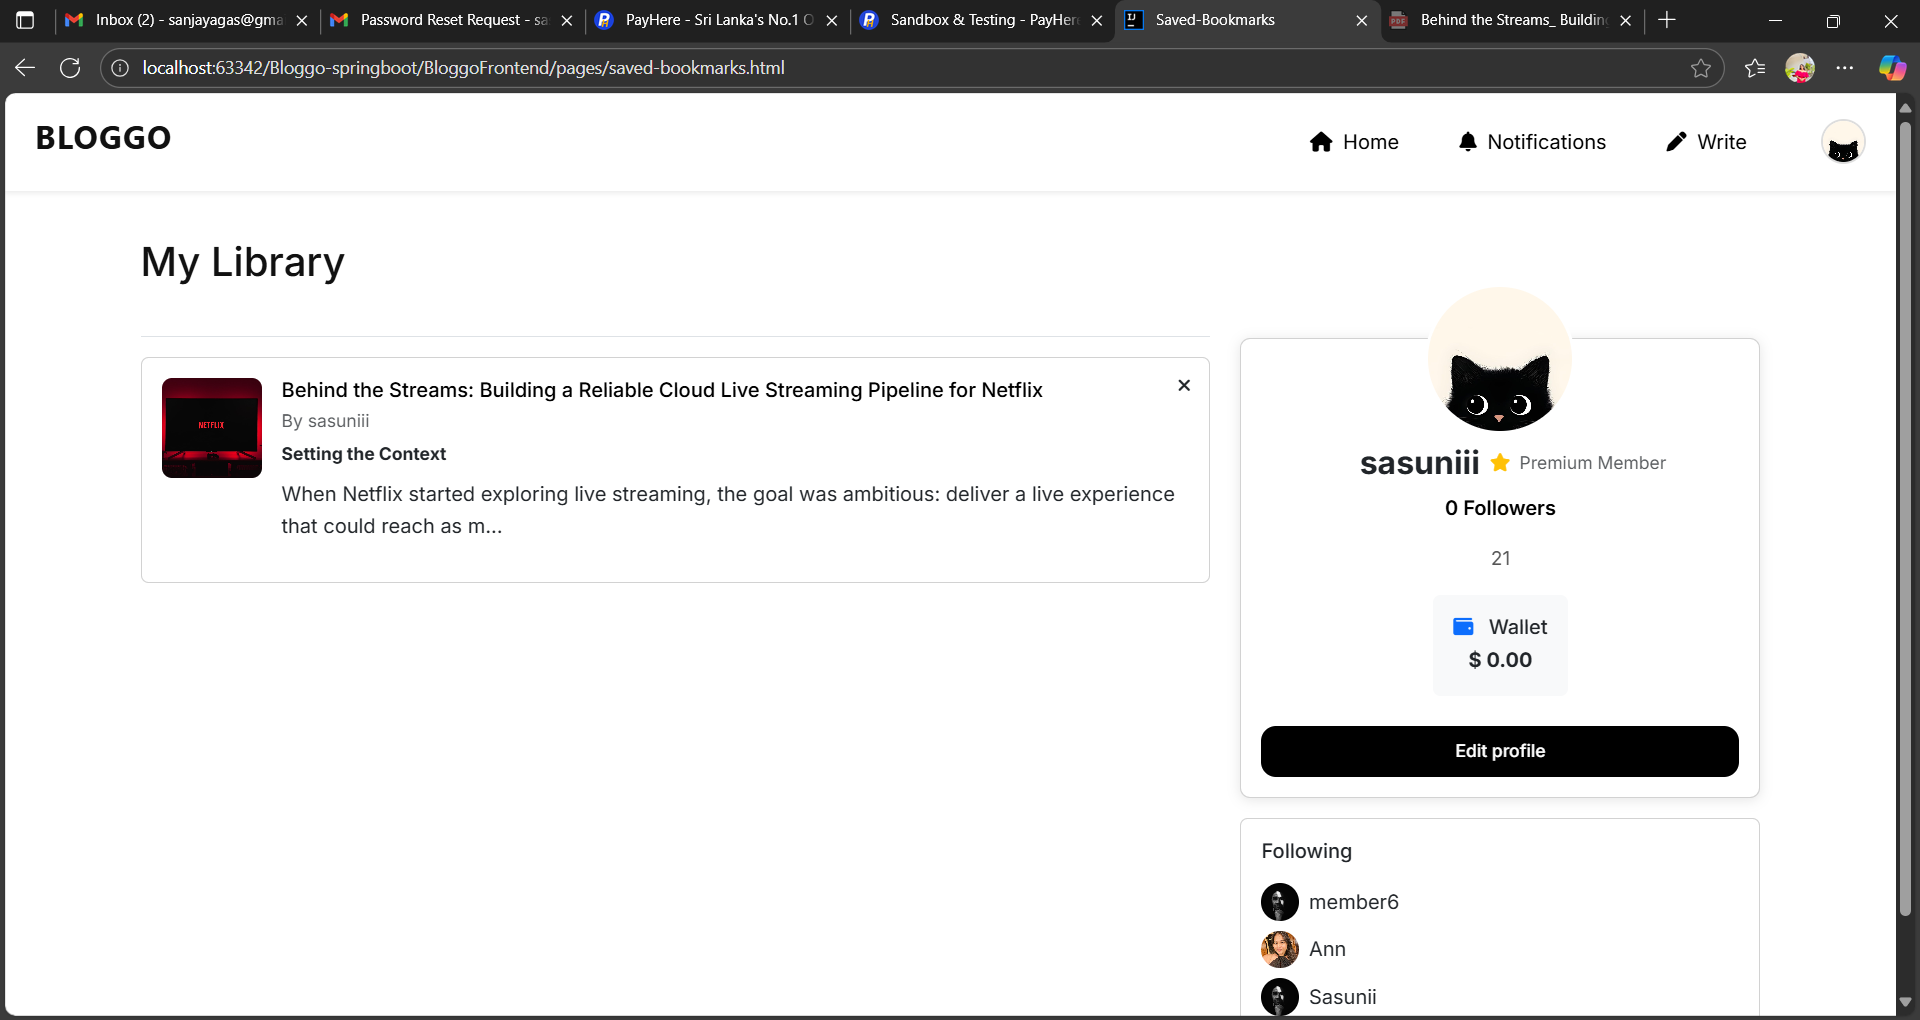 Inbox (2) - sanjayagas@gma
Password Reset Request - sa
PayHere - Sri Lanka's No.1 O
Sandbox & Testing - PayHere
Saved-Bookmarks
Behind the Streams_ Building
localhost:63342/Bloggo-springboot/BloggoFrontend/pages/saved-bookmarks.html
BLOGGO
Home
Notifications
Write
My Library
NETFLIX
Behind the Streams: Building a Reliable Cloud Live Streaming Pipeline for Netflix
By sasuniii
Setting the Context
When Netflix started exploring live streaming, the goal was ambitious: deliver a live experience
that could reach as m...
sasuniii Premium Member
0 Followers
21
Wallet
$ 0.00
Edit profile
Following
member6
Ann
Sasunii